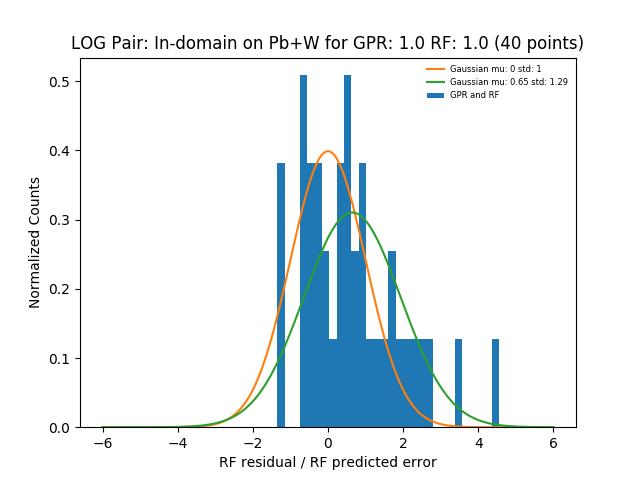 LOG Pair: In-domain on Pb+W for GPR: 1.0 RF: 1.0 (40 points)
Gaussian mu: 0 std: 1
Gaussian mu: 0.65 std: 1.29
GPR and RF
0.5
0.4
0.3
0.2
0.1
0.0
Normalized Counts
−6 −4 −2 0 2 4 6
RF residual / RF predicted error